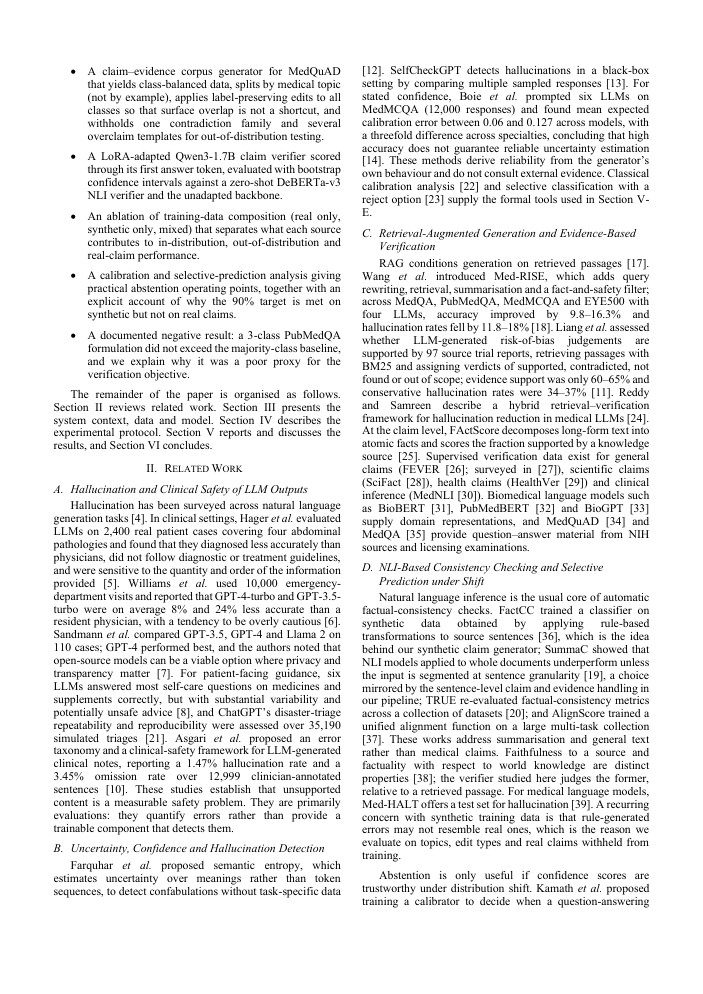 • A claim–evidence corpus generator for MedQuAD
that yields class-balanced data, splits by medical topic
(not by example), applies label-preserving edits to all
classes so that surface overlap is not a shortcut, and
withholds one contradiction family and several
overclaim templates for out-of-distribution testing.
• A LoRA-adapted Qwen3-1.7B claim verifier scored
through its first answer token, evaluated with bootstrap
confidence intervals against a zero-shot DeBERTa-v3
NLI verifier and the unadapted backbone.
• An ablation of training-data composition (real only,
synthetic only, mixed) that separates what each source
contributes to in-distribution, out-of-distribution and
real-claim performance.
• A calibration and selective-prediction analysis giving
practical abstention operating points, together with an
explicit account of why the 90% target is met on
synthetic but not on real claims.
• A documented negative result: a 3-class PubMedQA
formulation did not exceed the majority-class baseline,
and we explain why it was a poor proxy for the
verification objective.
The remainder of the paper is organised as follows.
Section II reviews related work. Section III presents the
system context, data and model. Section IV describes the
experimental protocol. Section V reports and discusses the
results, and Section VI concludes.
II. RELATED WORK
A. Hallucination and Clinical Safety of LLM Outputs
Hallucination has been surveyed across natural language
generation tasks [4]. In clinical settings, Hager et al. evaluated
LLMs on 2,400 real patient cases covering four abdominal
pathologies and found that they diagnosed less accurately than
physicians, did not follow diagnostic or treatment guidelines,
and were sensitive to the quantity and order of the information
provided [5]. Williams et al. used 10,000 emergency-
department visits and reported that GPT-4-turbo and GPT-3.5-
turbo were on average 8% and 24% less accurate than a
resident physician, with a tendency to be overly cautious [6].
Sandmann et al. compared GPT-3.5, GPT-4 and Llama 2 on
110 cases; GPT-4 performed best, and the authors noted that
open-source models can be a viable option where privacy and
transparency matter [7]. For patient-facing guidance, six
LLMs answered most self-care questions on medicines and
supplements correctly, but with substantial variability and
potentially unsafe advice [8], and ChatGPT's disaster-triage
repeatability and reproducibility were assessed over 35,190
simulated triages [21]. Asgari et al. proposed an error
taxonomy and a clinical-safety framework for LLM-generated
clinical notes, reporting a 1.47% hallucination rate and a
3.45% omission rate over 12,999 clinician-annotated
sentences [10]. These studies establish that unsupported
content is a measurable safety problem. They are primarily
evaluations: they quantify errors rather than provide a
trainable component that detects them.
B. Uncertainty, Confidence and Hallucination Detection
Farquhar et al. proposed semantic entropy, which
estimates uncertainty over meanings rather than token
sequences, to detect confabulations without task-specific data
[12]. SelfCheckGPT detects hallucinations in a black-box
setting by comparing multiple sampled responses [13]. For
stated confidence, Boie et al. prompted six LLMs on
MedMCQA (12,000 responses) and found mean expected
calibration error between 0.06 and 0.127 across models, with
a threefold difference across specialties, concluding that high
accuracy does not guarantee reliable uncertainty estimation
[14]. These methods derive reliability from the generator's
own behaviour and do not consult external evidence. Classical
calibration analysis [22] and selective classification with a
reject option [23] supply the formal tools used in Section V-
E.
C. Retrieval-Augmented Generation and Evidence-Based
Verification
RAG conditions generation on retrieved passages [17].
Wang et al. introduced Med-RISE, which adds query
rewriting, retrieval, summarisation and a fact-and-safety filter;
across MedQA, PubMedQA, MedMCQA and EYE500 with
four LLMs, accuracy improved by 9.8–16.3% and
hallucination rates fell by 11.8–18% [18]. Liang et al. assessed
whether LLM-generated risk-of-bias judgements are
supported by 97 source trial reports, retrieving passages with
BM25 and assigning verdicts of supported, contradicted, not
found or out of scope; evidence support was only 60–65% and
conservative hallucination rates were 34–37% [11]. Reddy
and Samreen describe a hybrid retrieval–verification
framework for hallucination reduction in medical LLMs [24].
At the claim level, FActScore decomposes long-form text into
atomic facts and scores the fraction supported by a knowledge
source [25]. Supervised verification data exist for general
claims (FEVER [26]; surveyed in [27]), scientific claims
(SciFact [28]), health claims (HealthVer [29]) and clinical
inference (MedNLI [30]). Biomedical language models such
as BioBERT [31], PubMedBERT [32] and BioGPT [33]
supply domain representations, and MedQuAD [34] and
MedQA [35] provide question–answer material from NIH
sources and licensing examinations.
D. NLI-Based Consistency Checking and Selective
Prediction under Shift
Natural language inference is the usual core of automatic
factual-consistency checks. FactCC trained a classifier on
synthetic data obtained by applying rule-based
transformations to source sentences [36], which is the idea
behind our synthetic claim generator; SummaC showed that
NLI models applied to whole documents underperform unless
the input is segmented at sentence granularity [19], a choice
mirrored by the sentence-level claim and evidence handling in
our pipeline; TRUE re-evaluated factual-consistency metrics
across a collection of datasets [20]; and AlignScore trained a
unified alignment function on a large multi-task collection
[37]. These works address summarisation and general text
rather than medical claims. Faithfulness to a source and
factuality with respect to world knowledge are distinct
properties [38]; the verifier studied here judges the former,
relative to a retrieved passage. For medical language models,
Med-HALT offers a test set for hallucination [39]. A recurring
concern with synthetic training data is that rule-generated
errors may not resemble real ones, which is the reason we
evaluate on topics, edit types and real claims withheld from
training.
Abstention is only useful if confidence scores are
trustworthy under distribution shift. Kamath et al. proposed
training a calibrator to decide when a question-answering